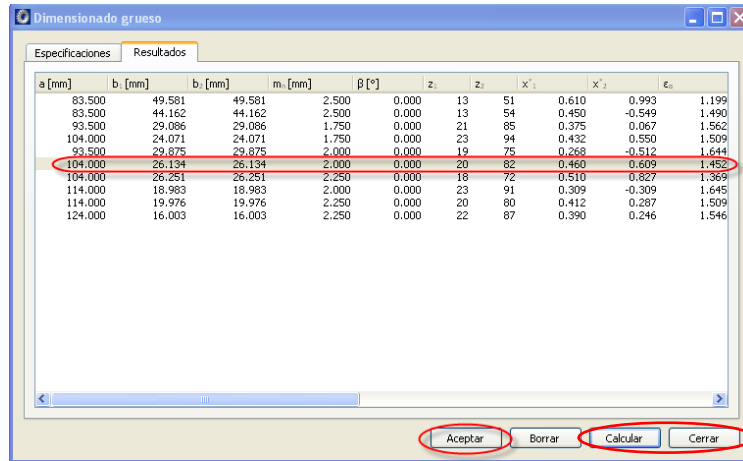 Dimensionado grueso
Especificaciones Resultados
a [mm] b₁ [mm] b₂ [mm] mₙ [mm] β [°] z₁ z₂ x*₁ x*₂ εα
83.500 49.581 49.581 2.500 0.000 13 51 0.610 0.993 1.199
83.500 44.162 44.162 2.500 0.000 13 54 0.450 -0.549 1.490
93.500 29.086 29.086 1.750 0.000 21 85 0.375 0.067 1.562
104.000 24.071 24.071 1.750 0.000 23 94 0.432 0.550 1.509
93.500 29.875 29.875 2.000 0.000 19 75 0.268 -0.512 1.644
104.000 26.134 26.134 2.000 0.000 20 82 0.460 0.609 1.452
104.000 26.251 26.251 2.250 0.000 18 72 0.510 0.827 1.369
114.000 18.983 18.983 2.000 0.000 23 91 0.309 -0.309 1.645
114.000 19.976 19.976 2.250 0.000 20 80 0.412 0.287 1.509
124.000 16.003 16.003 2.250 0.000 22 87 0.390 0.246 1.546
Aceptar Borrar Calcular Cerrar